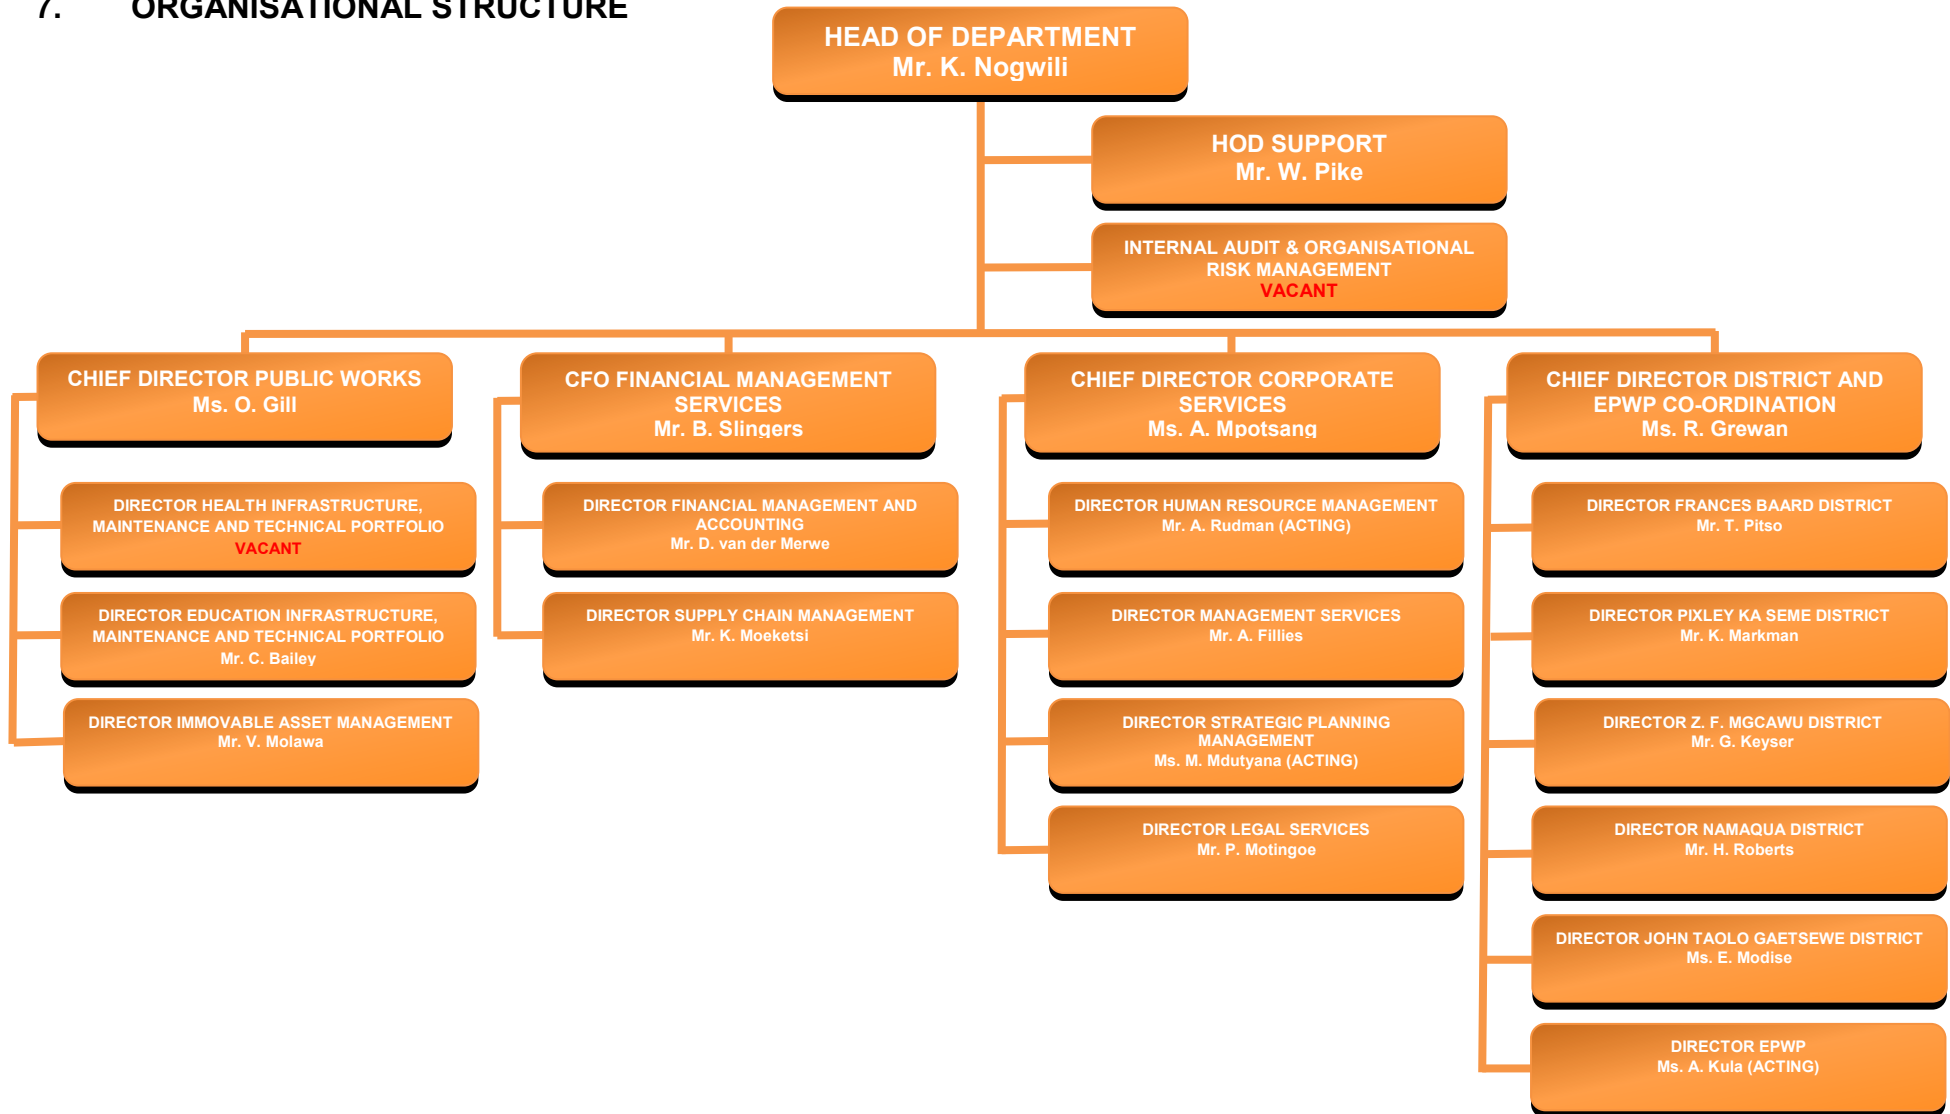 7. ORGANISATIONAL STRUCTURE
HEAD OF DEPARTMENT
Mr. K. Nogwili
HOD SUPPORT
Mr. W. Pike
INTERNAL AUDIT & ORGANISATIONAL
RISK MANAGEMENT
VACANT
CHIEF DIRECTOR PUBLIC WORKS
Ms. O. Gill
DIRECTOR HEALTH INFRASTRUCTURE,
MAINTENANCE AND TECHNICAL PORTFOLIO
VACANT
DIRECTOR EDUCATION INFRASTRUCTURE,
MAINTENANCE AND TECHNICAL PORTFOLIO
Mr. C. Bailey
DIRECTOR IMMOVABLE ASSET MANAGEMENT
Mr. V. Molawa
CFO FINANCIAL MANAGEMENT
SERVICES
Mr. B. Slingers
DIRECTOR FINANCIAL MANAGEMENT AND
ACCOUNTING
Mr. D. van der Merwe
DIRECTOR SUPPLY CHAIN MANAGEMENT
Mr. K. Moeketsi
CHIEF DIRECTOR CORPORATE
SERVICES
Ms. A. Mpotsang
DIRECTOR HUMAN RESOURCE MANAGEMENT
Mr. A. Rudman (ACTING)
DIRECTOR MANAGEMENT SERVICES
Mr. A. Fillies
DIRECTOR STRATEGIC PLANNING
MANAGEMENT
Ms. M. Mdutyana (ACTING)
DIRECTOR LEGAL SERVICES
Mr. P. Motingoe
CHIEF DIRECTOR DISTRICT AND
EPWP CO-ORDINATION
Ms. R. Grewan
DIRECTOR FRANCES BAARD DISTRICT
Mr. T. Pitso
DIRECTOR PIXLEY KA SEME DISTRICT
Mr. K. Markman
DIRECTOR Z. F. MGCAWU DISTRICT
Mr. G. Keyser
DIRECTOR NAMAQUA DISTRICT
Mr. H. Roberts
DIRECTOR JOHN TAOLO GAETSEWE DISTRICT
Ms. E. Modise
DIRECTOR EPWP
Ms. A. Kula (ACTING)